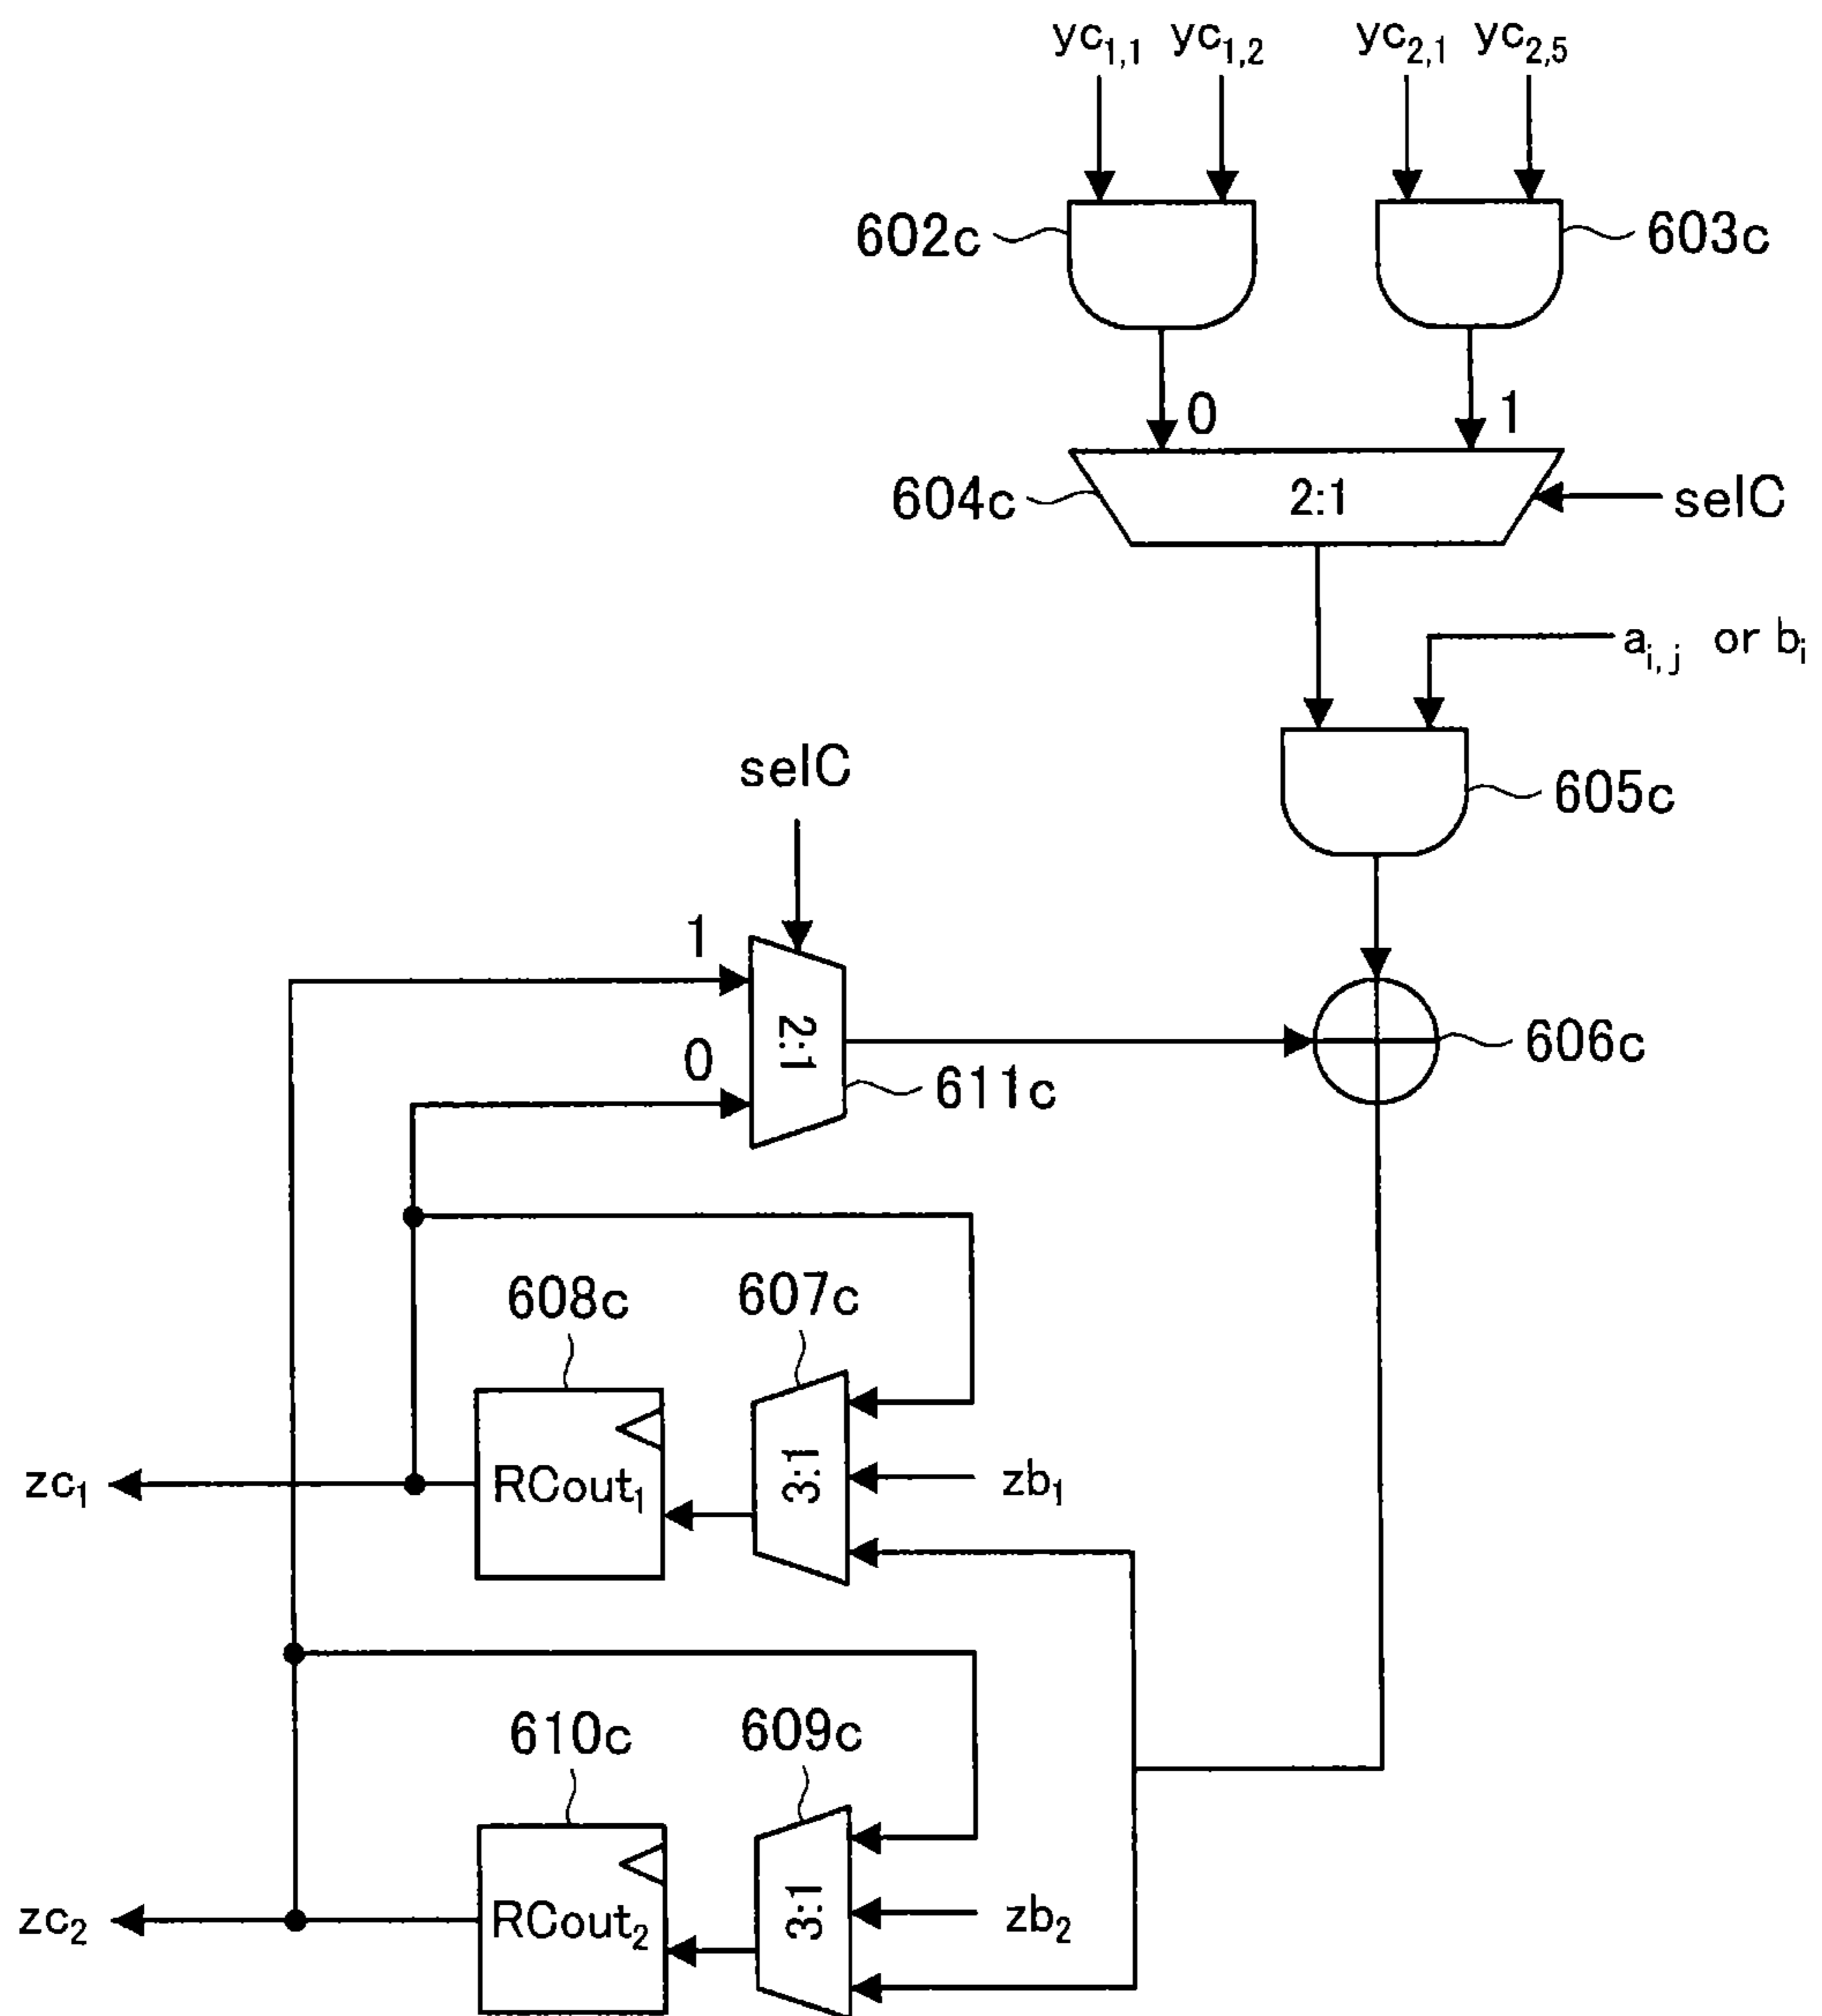 yc1,1 yc1,2 yc2,1 yc2,5
602c 603c
0 1
604c 2:1 selC
ai,j or bi
selC
605c
1
2:1
0
606c
611c
608c 607c
zc1 RCout1 3:1 zb1
610c 609c
zc2 RCout2 3:1 zb2